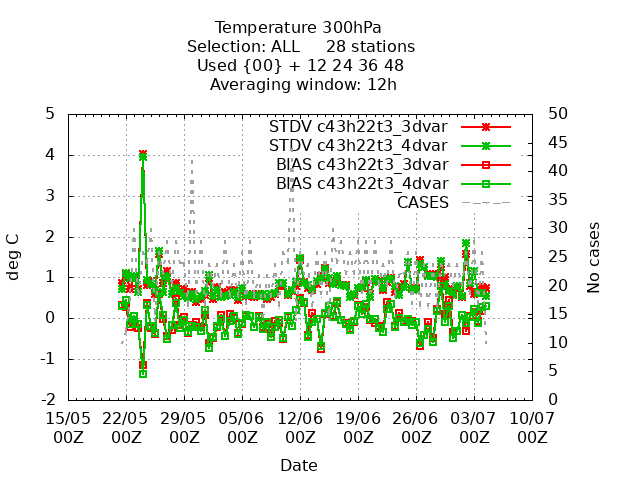 Temperature 300hPa
Selection: ALL 28 stations
Used {00} + 12 24 36 48
Averaging window: 12h
STDV c43h22t3_3dvar
STDV c43h22t3_4dvar
BIAS c43h22t3_3dvar
BIAS c43h22t3_4dvar
CASES
deg C
5
4
3
2
1
0
-1
-2
No cases
50
45
40
35
30
25
20
15
10
5
0
15/05 22/05 29/05 05/06 12/06 19/06 26/06 03/07 10/07
00Z 00Z 00Z 00Z 00Z 00Z 00Z 00Z 00Z
Date